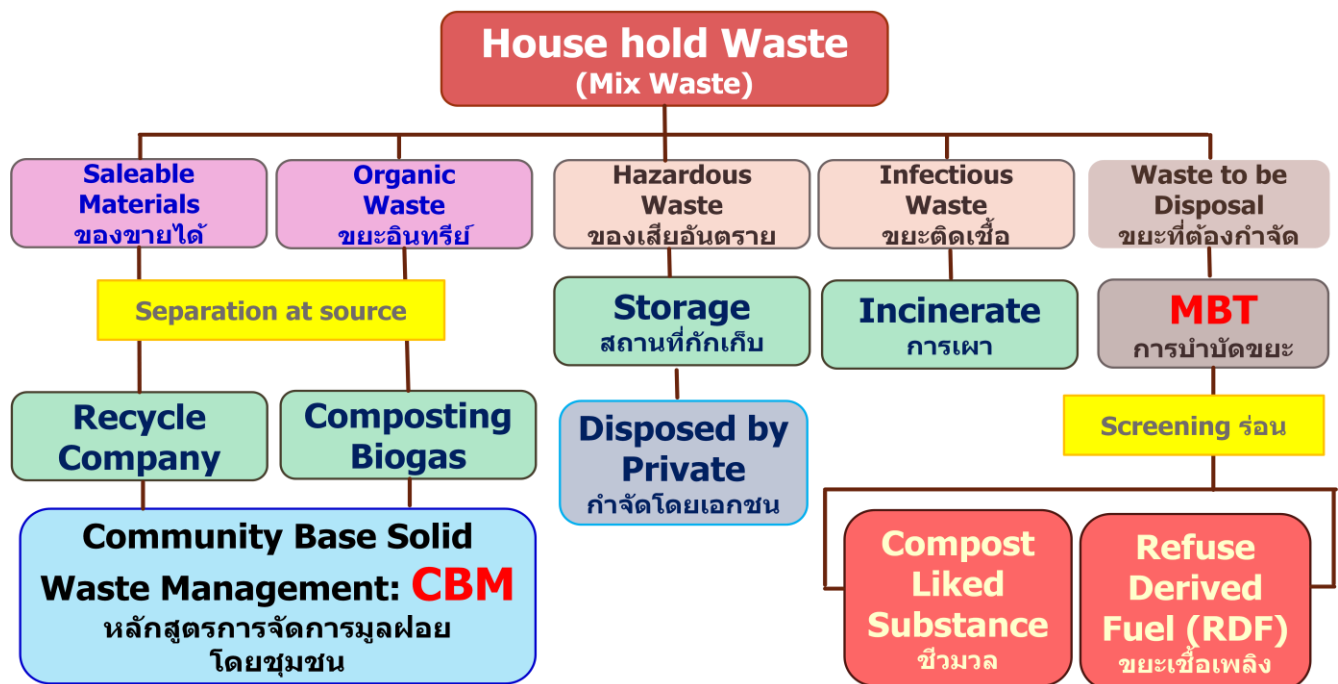 House hold Waste
(Mix Waste)
Saleable
Materials
ของขายได้
Organic
Waste
ขยะอินทรีย์
Hazardous
Waste
ของเสียอันตราย
Infectious
Waste
ขยะติดเชื้อ
Waste to be
Disposal
ขยะที่ต้องกำจัด
Separation at source
Storage
สถานที่กักเก็บ
Incinerate
การเผา
MBT
การบำบัดขยะ
Recycle
Company
Composting
Biogas
Disposed by
Private
กำจัดโดยเอกชน
Screening ร่อน
Community Base Solid
Waste Management: CBM
หลักสูตรการจัดการมูลฝอย
โดยชุมชน
Compost
Liked
Substance
ชีวมวล
Refuse
Derived
Fuel (RDF)
ขยะเชื้อเพลิง